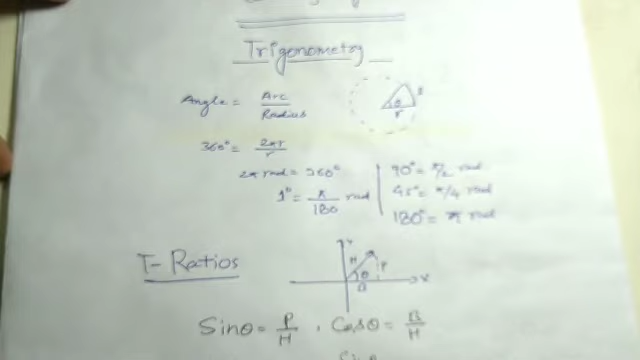 Trigonometry
Angle = Arc / Radius
θ
r
360° = 2πr / r
2π rad = 360°
1° = π / 180 rad
90° = π/2 rad
45° = π/4 rad
180° = π rad
T- Ratios
Y
H
θ
P
B
X
Sinθ = P / H , Cosθ = B / H
Sin